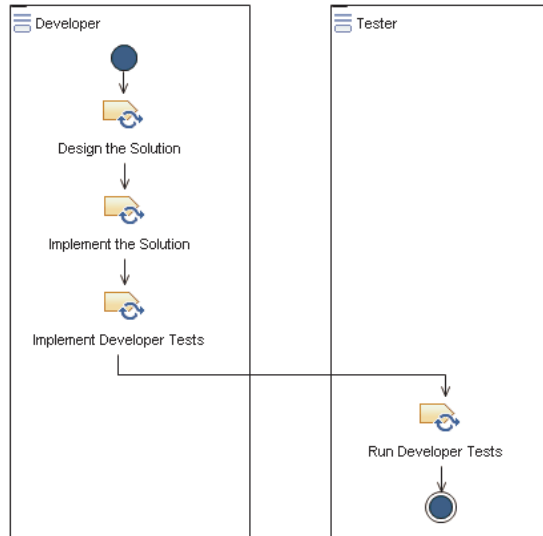 Developer
Tester
Design the Solution
Implement the Solution
Implement Developer Tests
Run Developer Tests